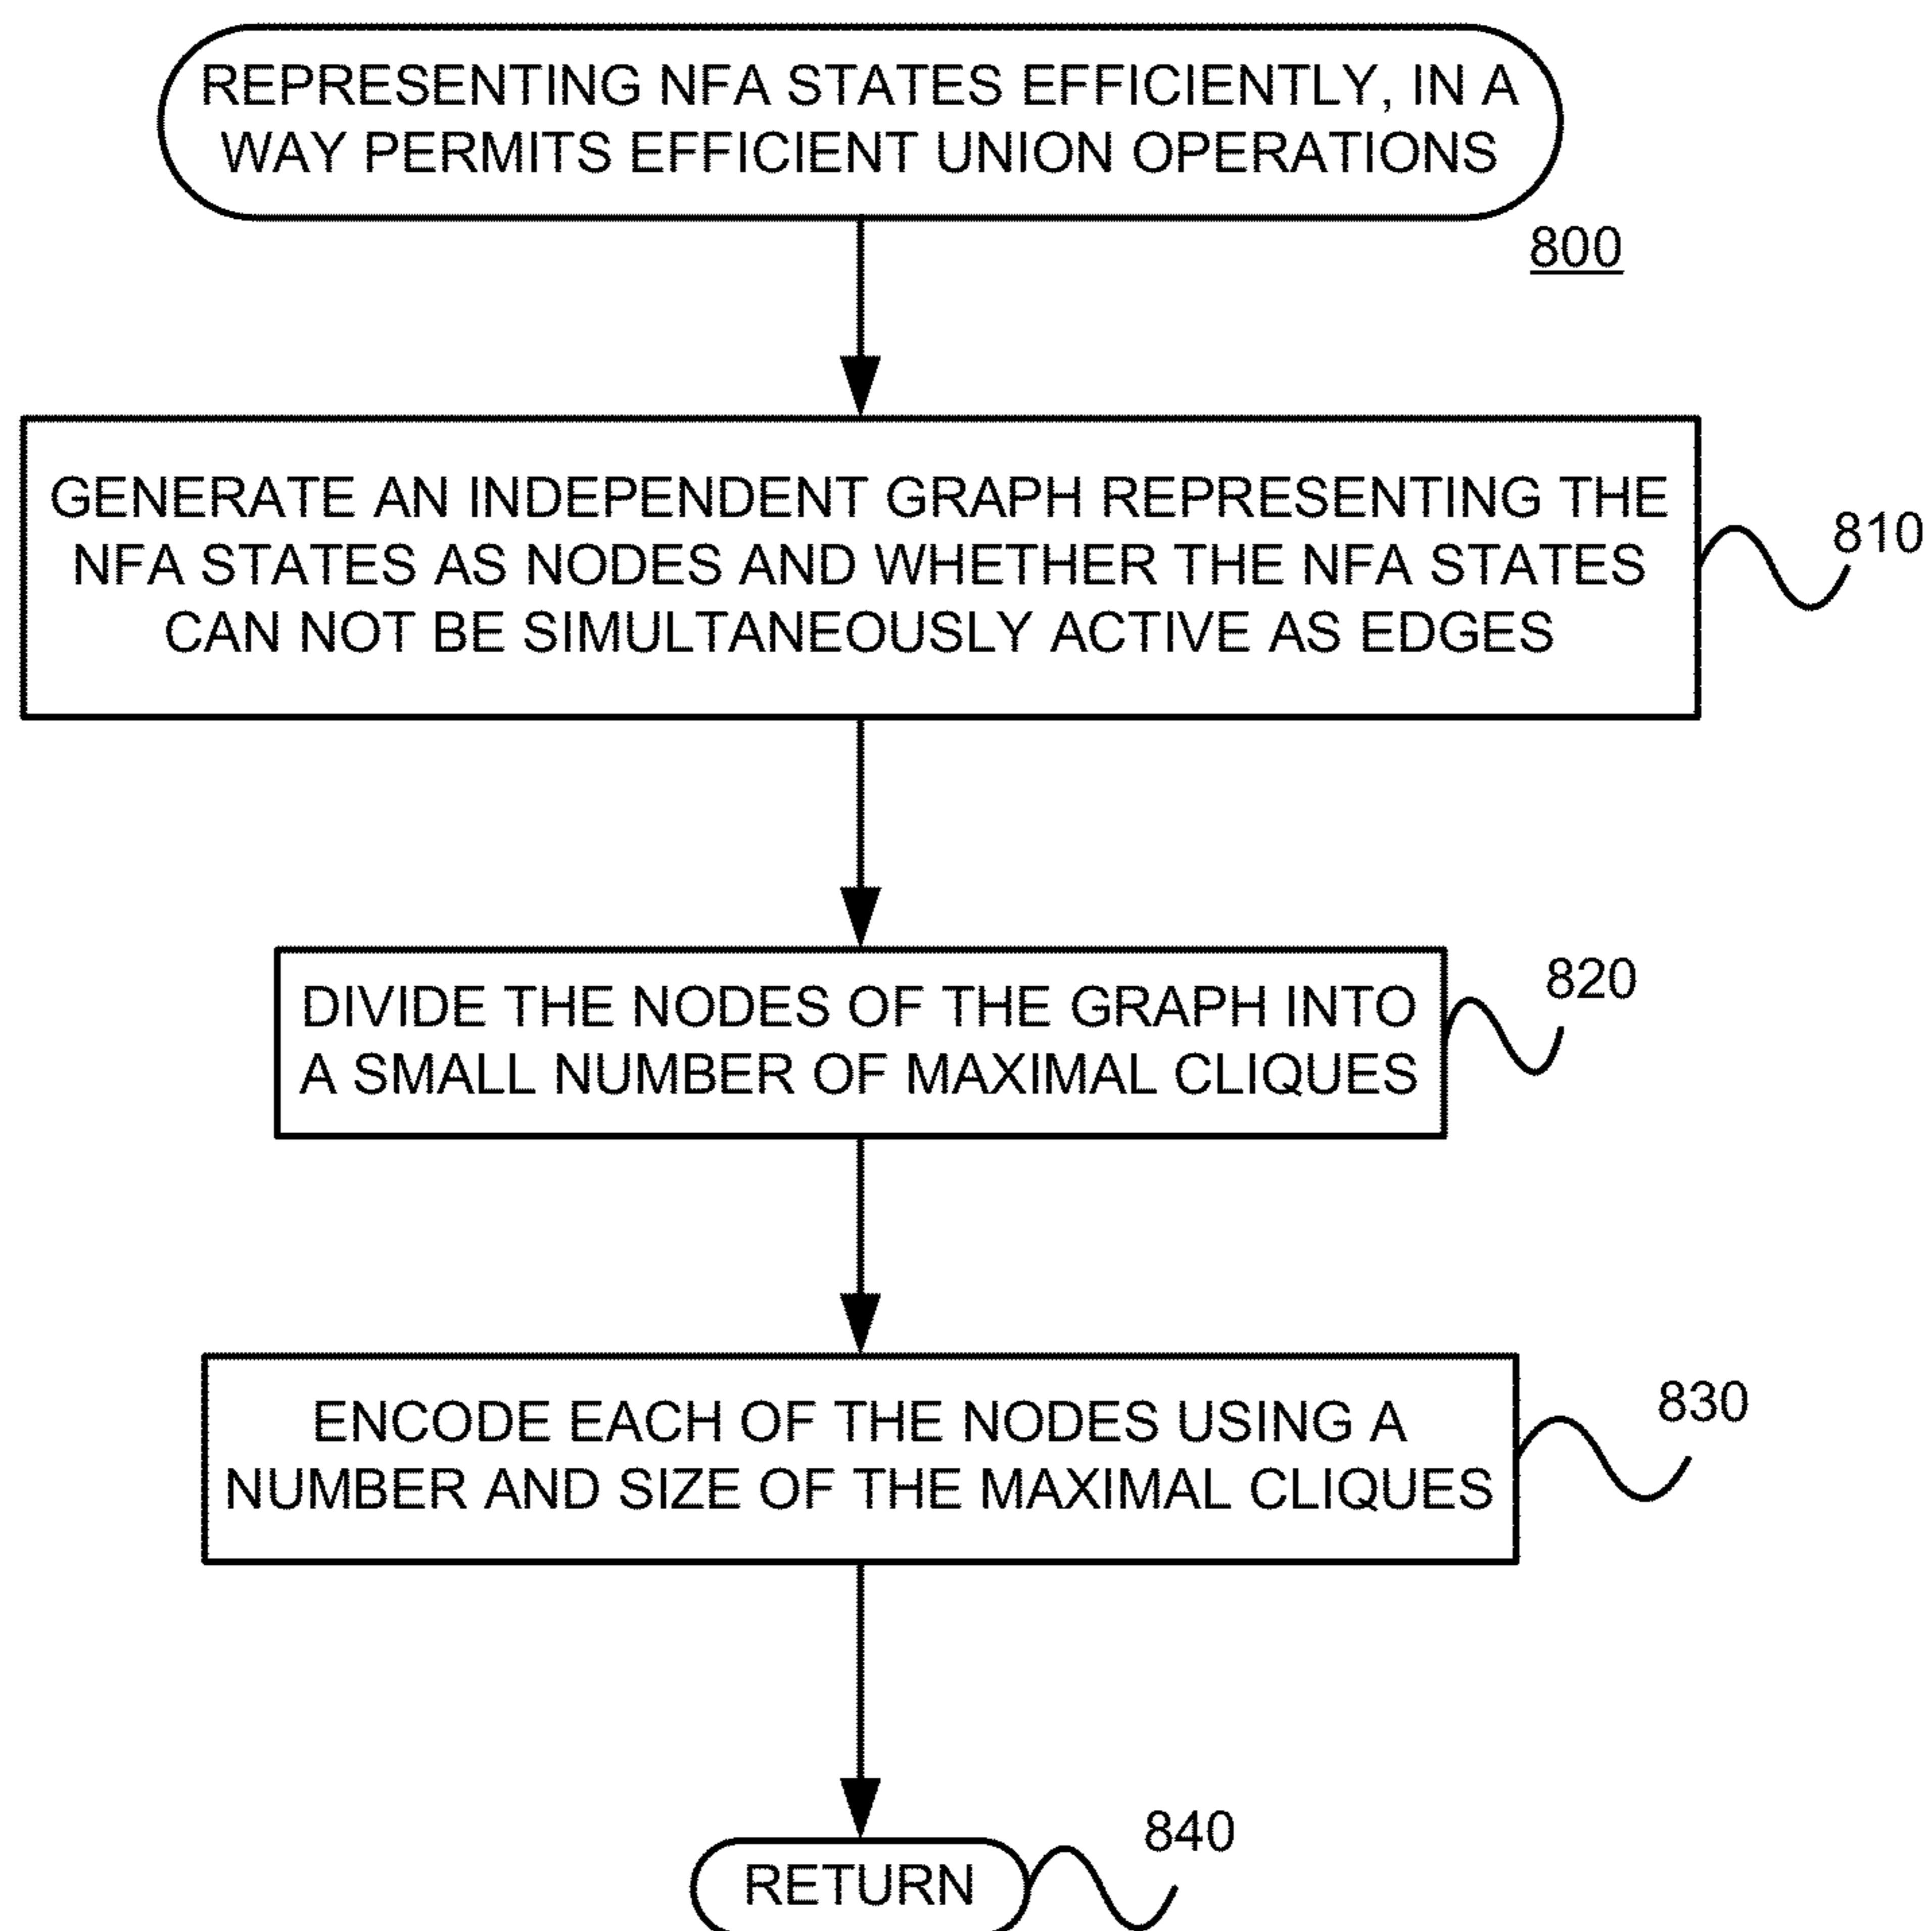 REPRESENTING NFA STATES EFFICIENTLY, IN A
WAY PERMITS EFFICIENT UNION OPERATIONS
800
GENERATE AN INDEPENDENT GRAPH REPRESENTING THE
NFA STATES AS NODES AND WHETHER THE NFA STATES
CAN NOT BE SIMULTANEOUSLY ACTIVE AS EDGES
810
DIVIDE THE NODES OF THE GRAPH INTO
A SMALL NUMBER OF MAXIMAL CLIQUES
820
ENCODE EACH OF THE NODES USING A
NUMBER AND SIZE OF THE MAXIMAL CLIQUES
830
RETURN
840